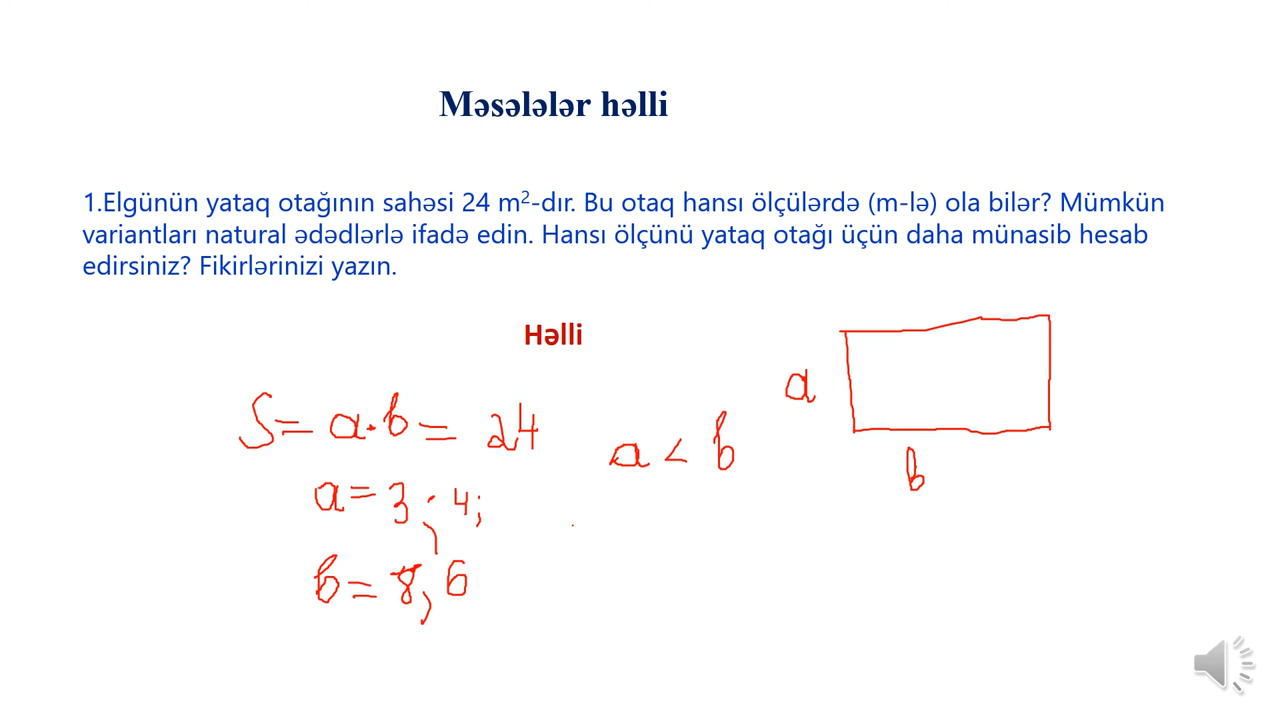 Məsələlər həlli
1.Elgünün yataq otağının sahəsi 24 m²-dır. Bu otaq hansı ölçülərdə (m-lə) ola bilər? Mümkün
variantları natural ədədlərlə ifadə edin. Hansı ölçünü yataq otağı üçün daha münasib hesab
edirsiniz? Fikirlərinizi yazın.
Həlli
S = a·b = 24
a < b
a = 3 ; 4;
b = 8, 6
a
b